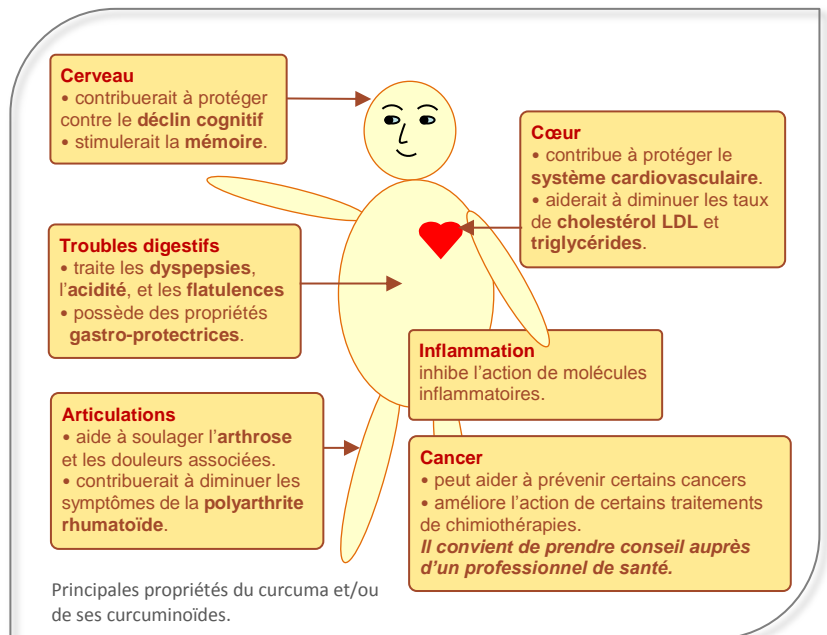 Cerveau
• contribuerait à protéger
contre le déclin cognitif
• stimulerait la mémoire.
Cœur
• contribue à protéger le
système cardiovasculaire.
• aiderait à diminuer les taux
de cholestérol LDL et
triglycérides.
Troubles digestifs
• traite les dyspepsies,
l'acidité, et les flatulences
• possède des propriétés
gastro-protectrices.
Inflammation
inhibe l'action de molécules
inflammatoires.
Articulations
• aide à soulager l'arthrose
et les douleurs associées.
• contribuerait à diminuer les
symptômes de la polyarthrite
rhumatoïde.
Cancer
• peut aider à prévenir certains cancers
• améliore l'action de certains traitements
de chimiothérapies.
Il convient de prendre conseil auprès
d'un professionnel de santé.
Principales propriétés du curcuma et/ou
de ses curcuminoïdes.